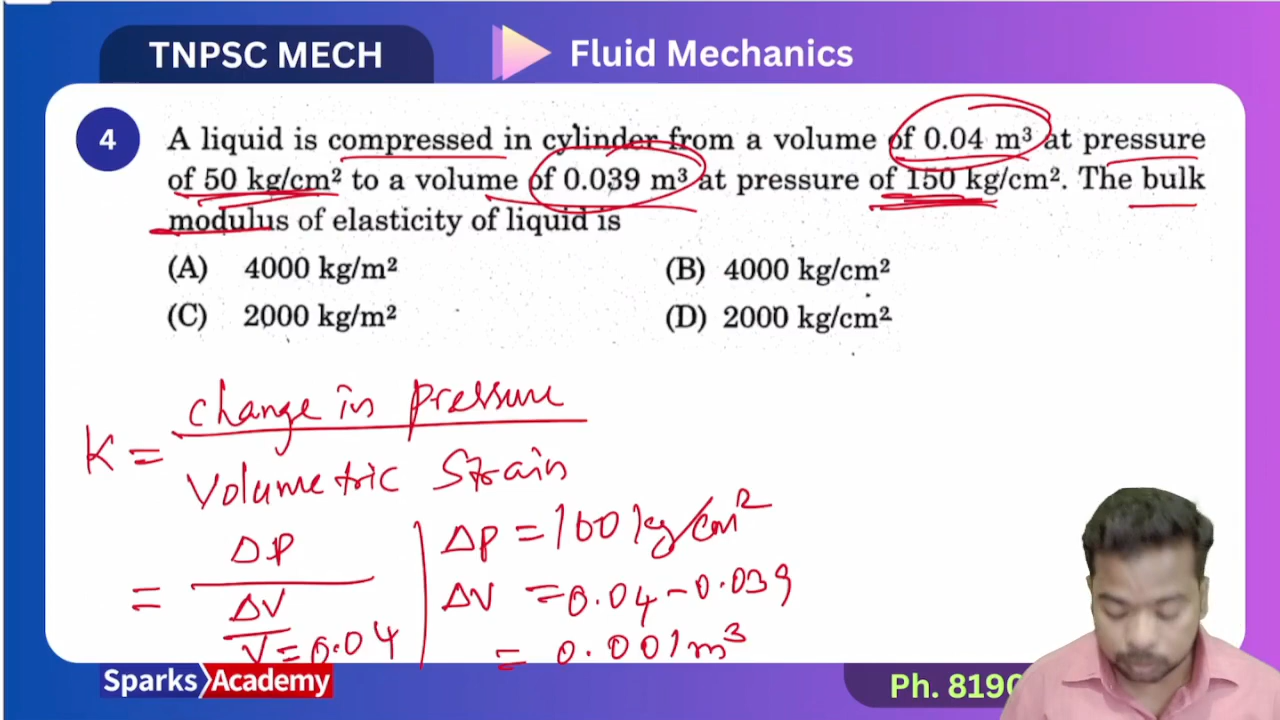 TNPSC MECH
Fluid Mechanics
4
A liquid is compressed in cylinder from a volume of 0.04 m³ at pressure
of 50 kg/cm² to a volume of 0.039 m³ at pressure of 150 kg/cm². The bulk
modulus of elasticity of liquid is
(A) 4000 kg/m² (B) 4000 kg/cm²
(C) 2000 kg/m² (D) 2000 kg/cm²
K = change in pressure
Volumetric Strain
= ΔP
ΔV
V = 0.04
ΔP = 100 kg/cm²
ΔV = 0.04 - 0.039
= 0.001 m³
Sparks Academy
Ph. 8190